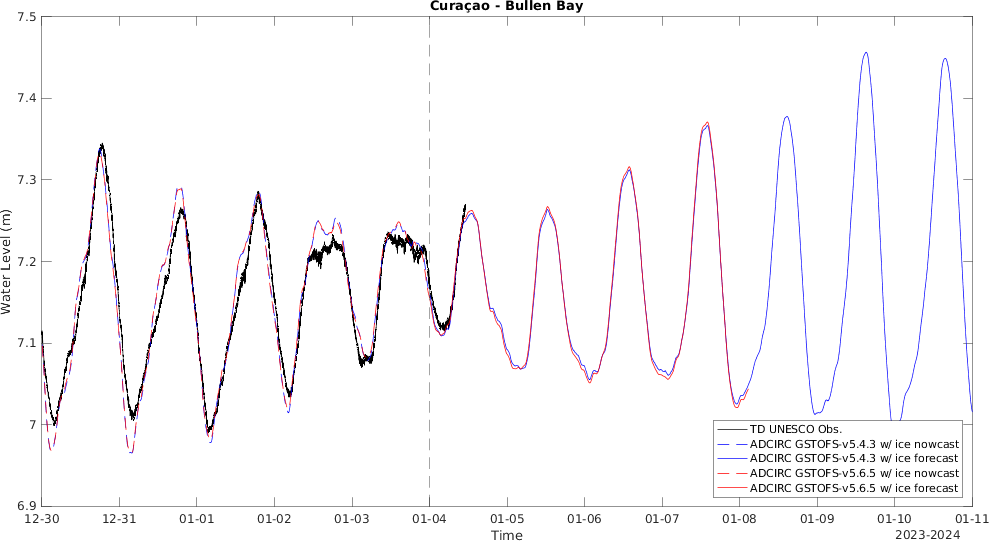 Curaçao - Bullen Bay
7.5
7.4
7.3
7.2
7.1
7
6.9
Water Level (m)
12-30 12-31 01-01 01-02 01-03 01-04 01-05 01-06 01-07 01-08 01-09 01-10 01-11
Time
2023-2024
TD UNESCO Obs.
ADCIRC GSTOFS-v5.4.3 w/ ice nowcast
ADCIRC GSTOFS-v5.4.3 w/ ice forecast
ADCIRC GSTOFS-v5.6.5 w/ ice nowcast
ADCIRC GSTOFS-v5.6.5 w/ ice forecast